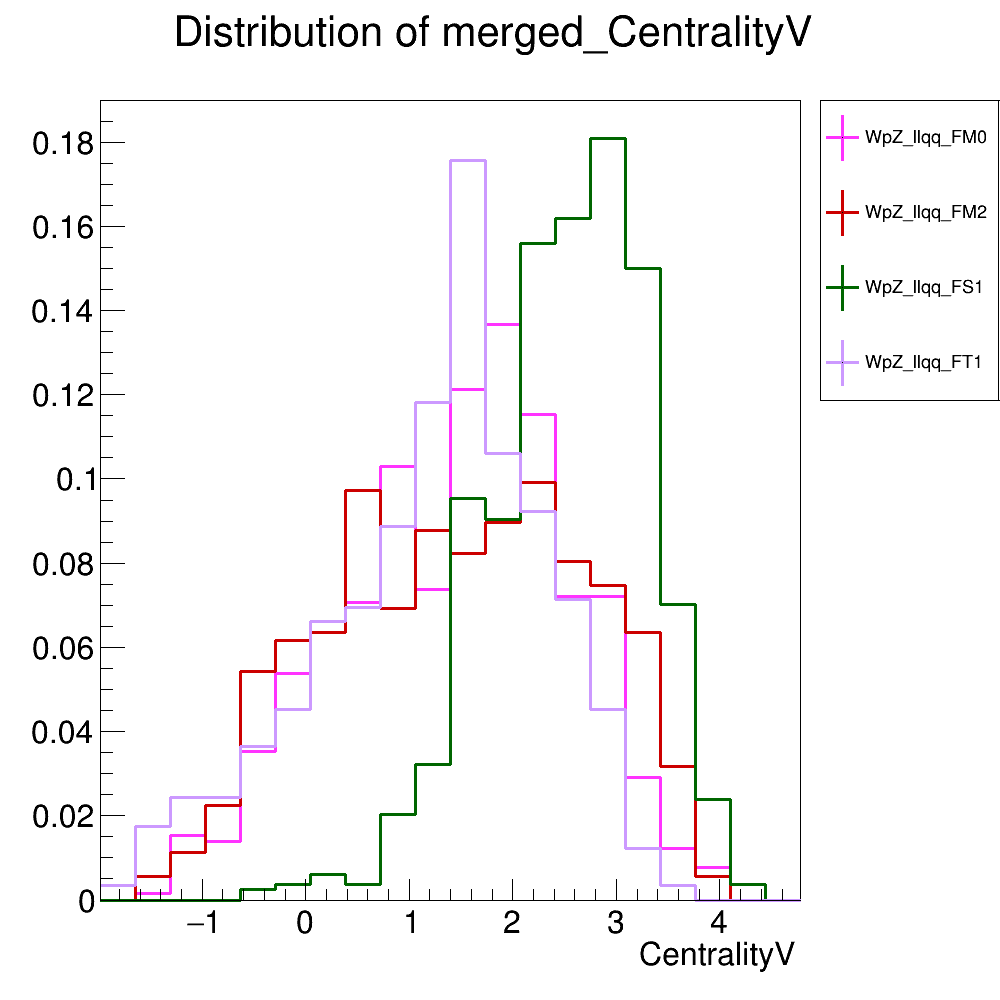 Distribution of merged_CentralityV
0.18
0.16
0.14
0.12
0.1
0.08
0.06
0.04
0.02
0
−1
0
1
2
3
4
CentralityV
WpZ_llqq_FM0
WpZ_llqq_FM2
WpZ_llqq_FS1
WpZ_llqq_FT1